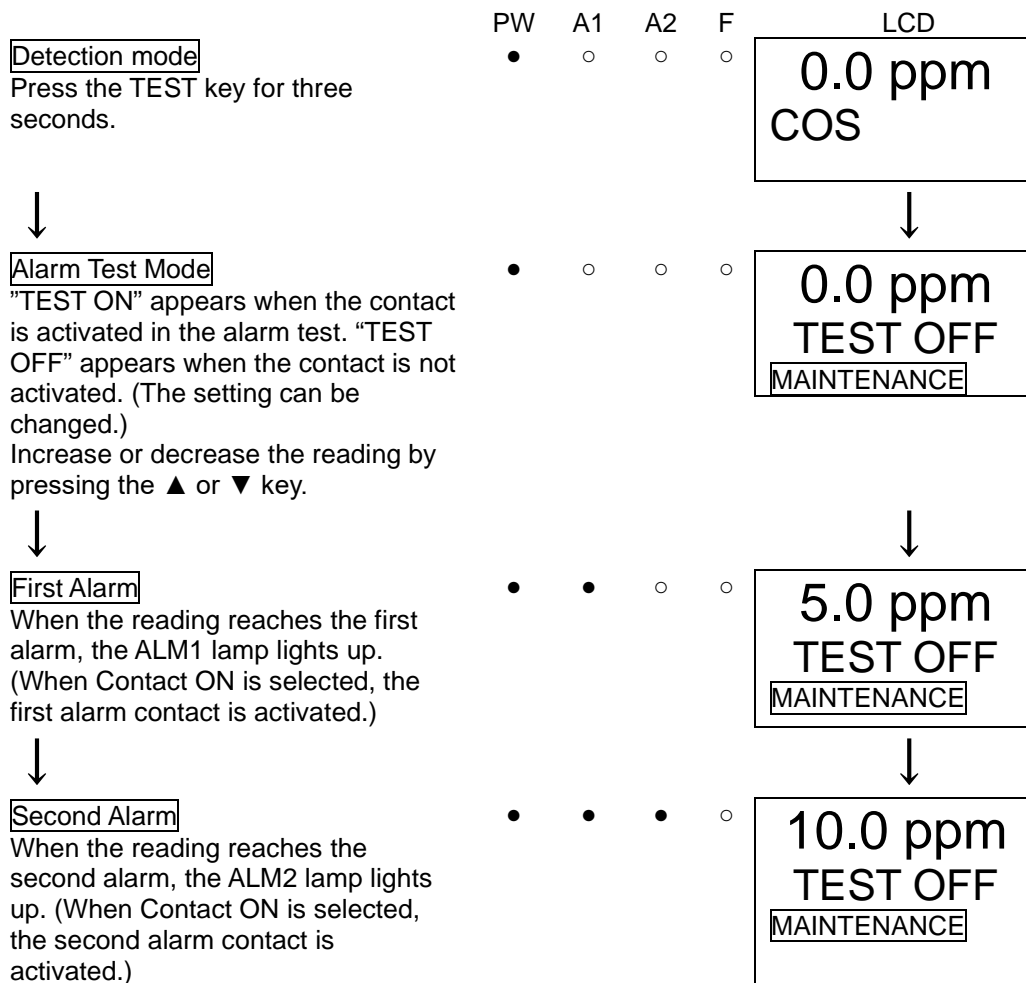 PW A1 A2 F LCD
Detection mode ● ○ ○ ○ 0.0 ppm
Press the TEST key for three COS
seconds.
↓ ↓
Alarm Test Mode ● ○ ○ ○ 0.0 ppm
”TEST ON” appears when the contact TEST OFF
is activated in the alarm test. “TEST MAINTENANCE
OFF” appears when the contact is not
activated. (The setting can be
changed.)
Increase or decrease the reading by
pressing the ▲ or ▼ key.
↓ ↓
First Alarm ● ● ○ ○ 5.0 ppm
When the reading reaches the first TEST OFF
alarm, the ALM1 lamp lights up. MAINTENANCE
(When Contact ON is selected, the
first alarm contact is activated.)
↓ ↓
Second Alarm ● ● ● ○ 10.0 ppm
When the reading reaches the TEST OFF
second alarm, the ALM2 lamp lights MAINTENANCE
up. (When Contact ON is selected,
the second alarm contact is
activated.)